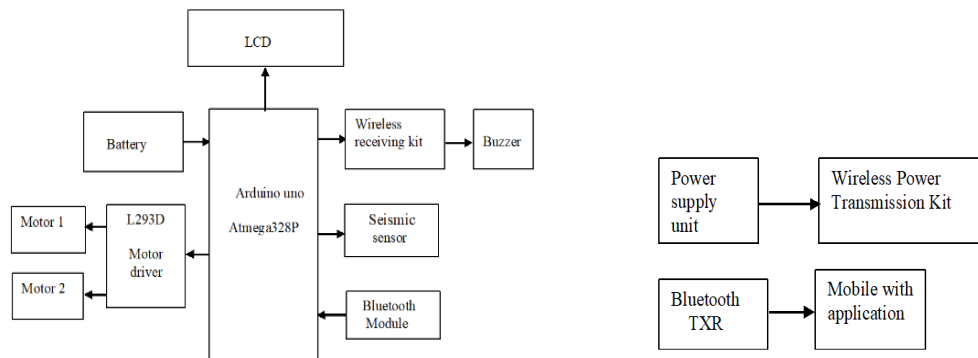 LCD
Battery
Wireless
receiving kit
Buzzer
Arduino uno
Atmega328P
Motor 1
L293D
Motor
driver
Motor 2
Seismic
sensor
Bluetooth
Module
Power
supply
unit
Wireless Power
Transmission Kit
Bluetooth
TXR
Mobile with
application